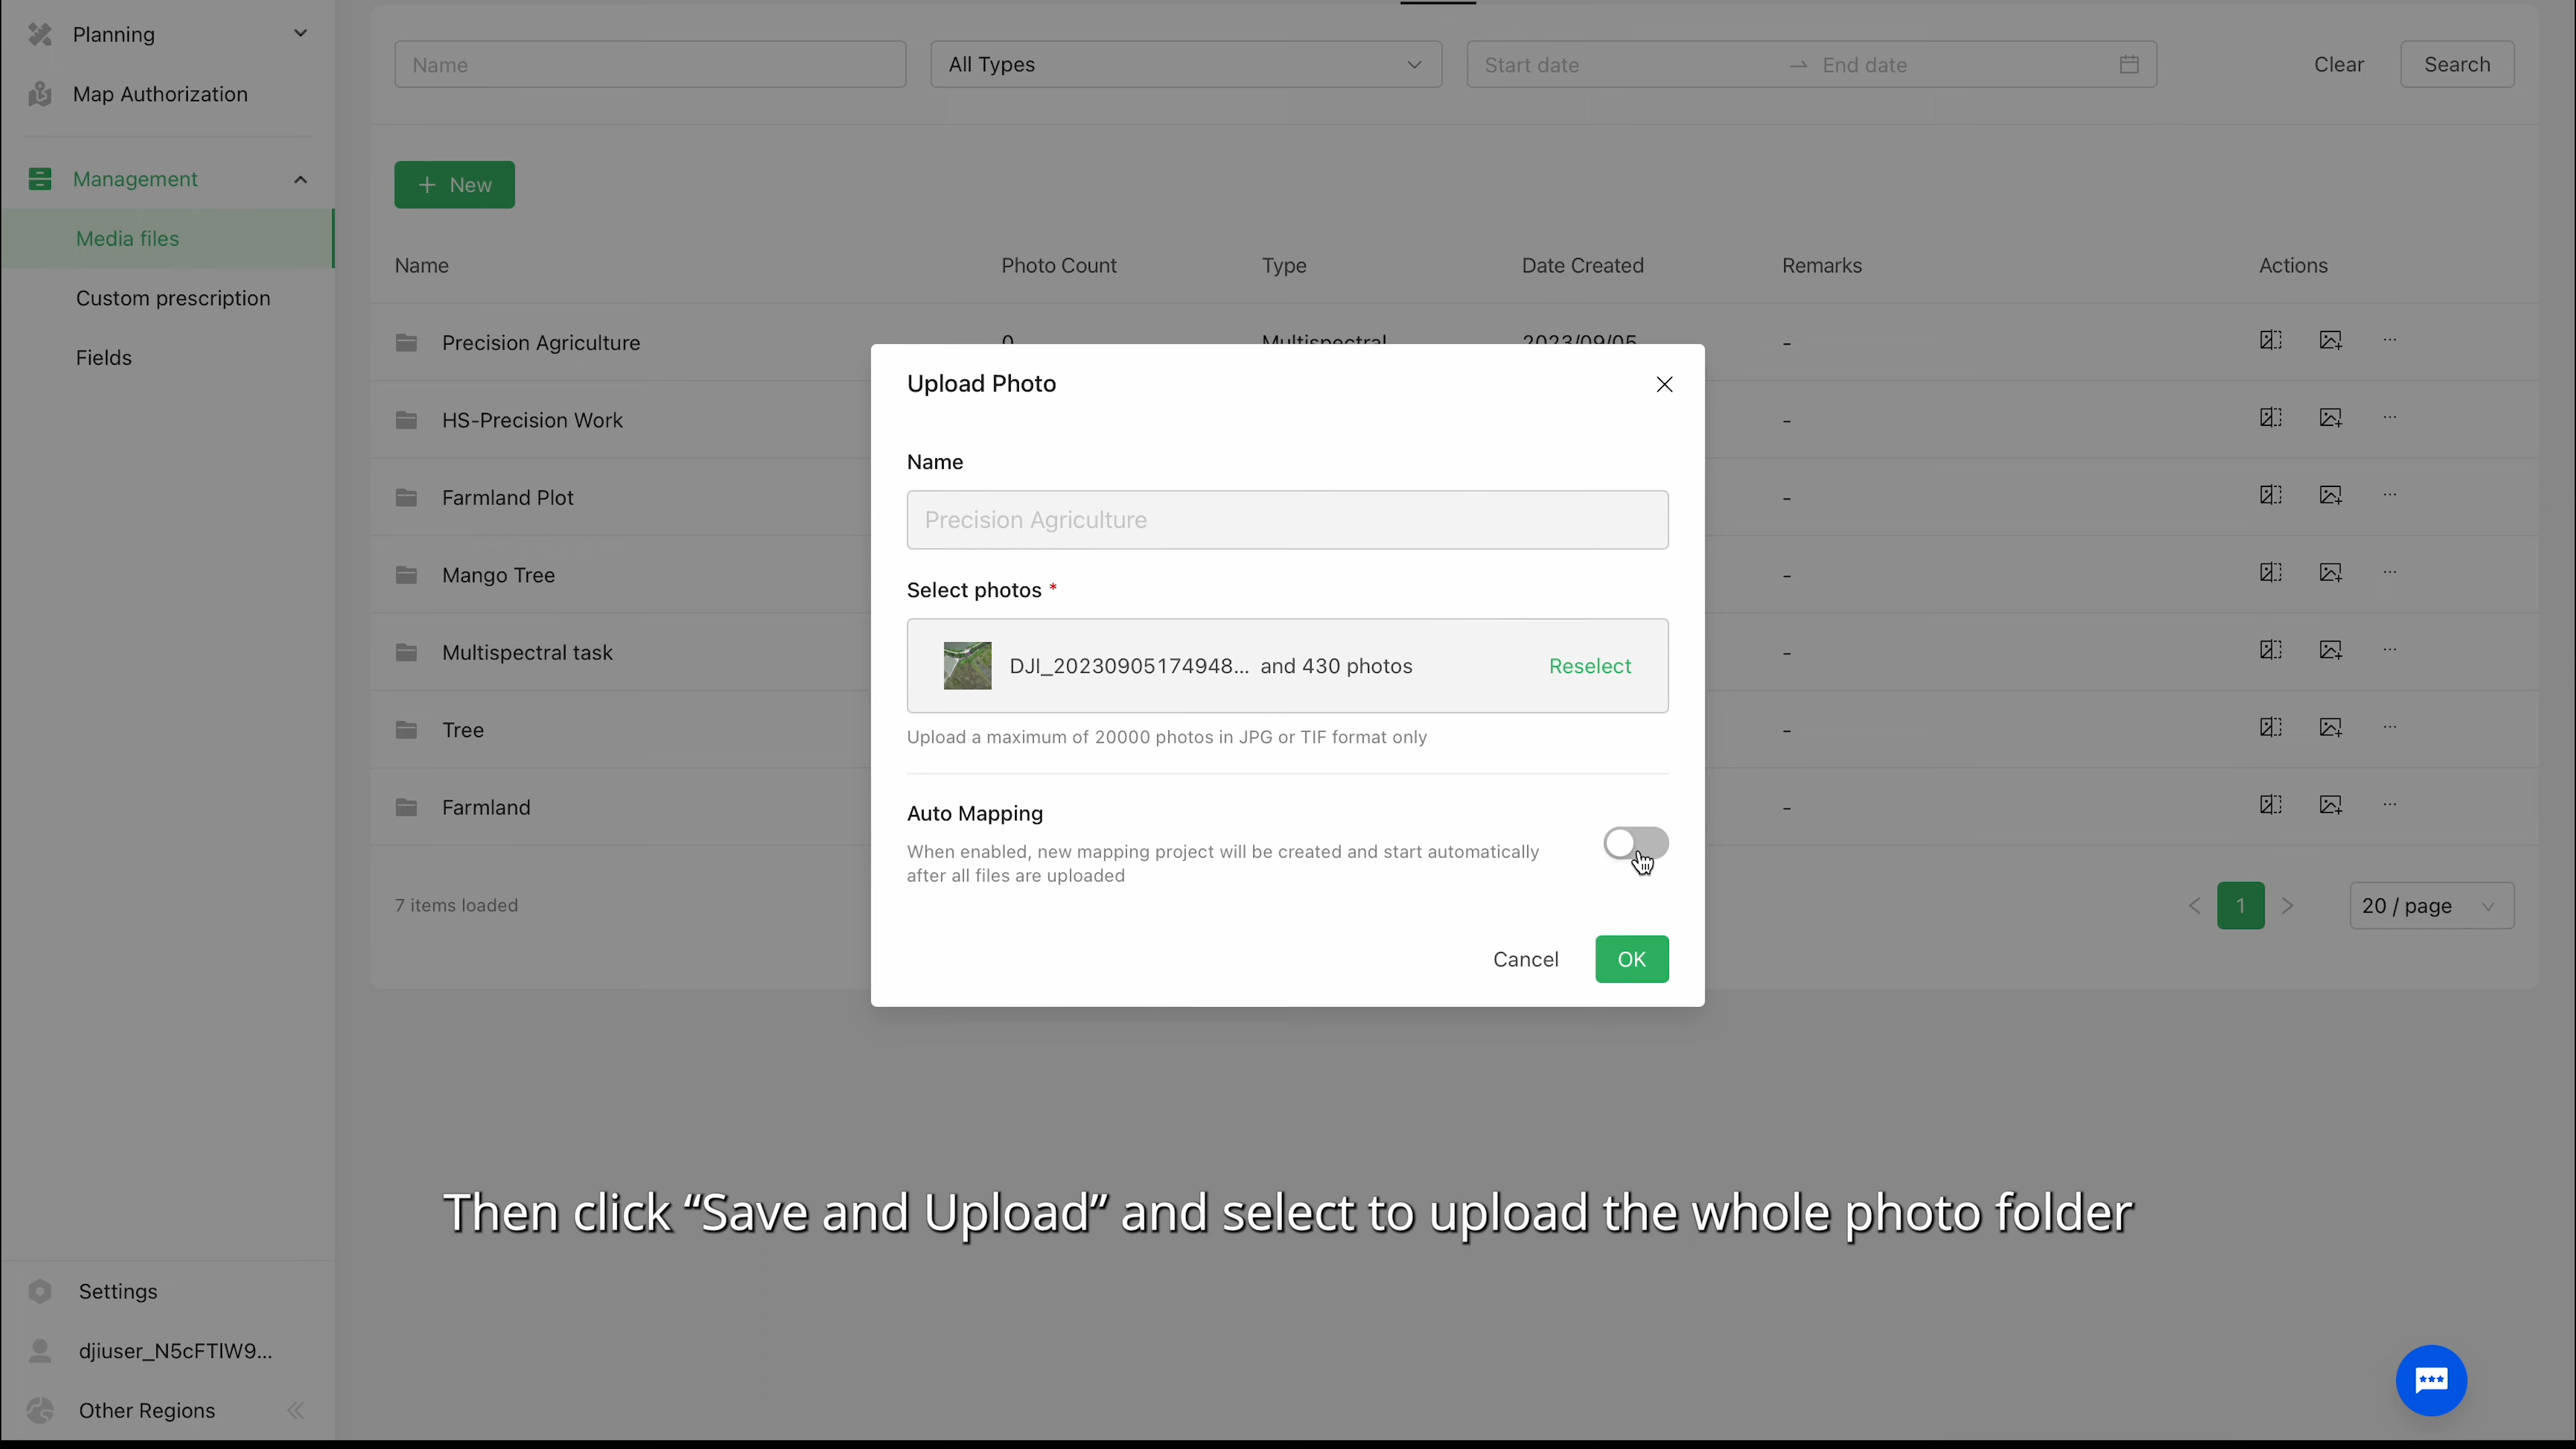 Planning
Map Authorization
Management
Media files
Custom prescription
Fields
Settings
djiuser_N5cFTIW9...
Other Regions
Name
All Types
Start date
End date
Clear
Search
+ New
Name Photo Count Type Date Created Remarks Actions
Precision Agriculture 0 Multispectral 2023/09/05 -
HS-Precision Work -
Farmland Plot -
Mango Tree -
Multispectral task -
Tree -
Farmland -
7 items loaded
1
20 / page
Upload Photo
Name
Precision Agriculture
Select photos *
DJI_20230905174948... and 430 photos Reselect
Upload a maximum of 20000 photos in JPG or TIF format only
Auto Mapping
When enabled, new mapping project will be created and start automatically
after all files are uploaded
Cancel
OK
Then click “Save and Upload” and select to upload the whole photo folder